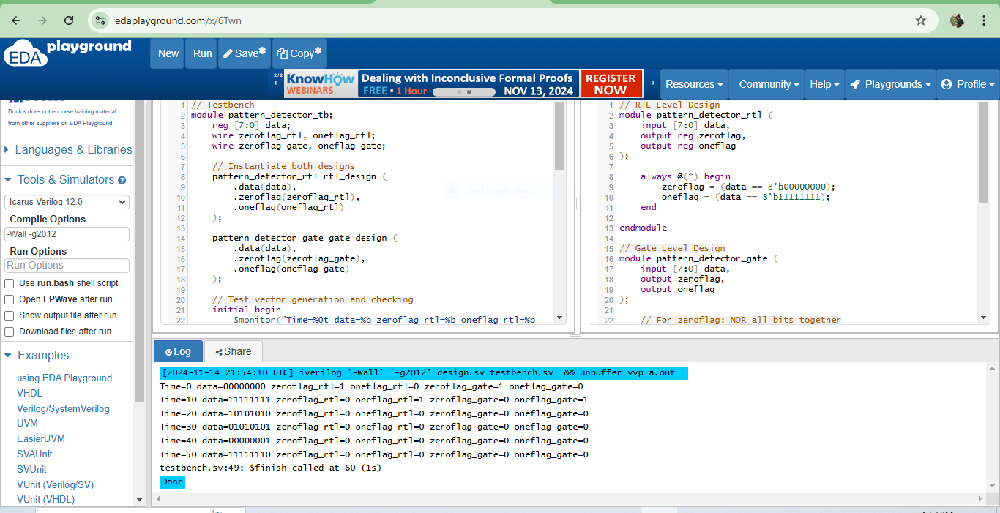 edaplayground.com/x/6Twn
EDA playground
New Run Save* Copy*
2/2
KnowHow WEBINARS
Dealing with Inconclusive Formal Proofs
FREE • 1 Hour NOV 13, 2024
REGISTER NOW
Resources Community Help Playgrounds Profile
Doulos does not endorse training material
from other suppliers on EDA Playground.
Languages & Libraries
Tools & Simulators
Icarus Verilog 12.0
Compile Options
-Wall -g2012
Run Options
Run Options
Use run.bash shell script
Open EPWave after run
Show output file after run
Download files after run
Examples
using EDA Playground
VHDL
Verilog/SystemVerilog
UVM
EasierUVM
SVAUnit
SVUnit
VUnit (Verilog/SV)
VUnit (VHDL)
1 // Testbench
2 module pattern_detector_tb;
3 reg [7:0] data;
4 wire zeroflag_rtl, oneflag_rtl;
5 wire zeroflag_gate, oneflag_gate;
6
7 // Instantiate both designs
8 pattern_detector_rtl rtl_design (
9 .data(data),
10 .zeroflag(zeroflag_rtl),
11 .oneflag(oneflag_rtl)
12 );
13
14 pattern_detector_gate gate_design (
15 .data(data),
16 .zeroflag(zeroflag_gate),
17 .oneflag(oneflag_gate)
18 );
19
20 // Test vector generation and checking
21 initial begin
22 $monitor("Time=%0t data=%b zeroflag_rtl=%b oneflag_rtl=%b
Rectangular Snip
1 // RTL Level Design
2 module pattern_detector_rtl (
3 input [7:0] data,
4 output reg zeroflag,
5 output reg oneflag
6 );
7
8 always @(*) begin
9 zeroflag = (data == 8'b00000000);
10 oneflag = (data == 8'b11111111);
11 end
12
13 endmodule
14
15 // Gate Level Design
16 module pattern_detector_gate (
17 input [7:0] data,
18 output zeroflag,
19 output oneflag
20 );
21
22 // For zeroflag: NOR all bits together
Log Share
[2024-11-14 21:54:10 UTC] iverilog '-Wall' '-g2012' design.sv testbench.sv && unbuffer vvp a.out
Time=0 data=00000000 zeroflag_rtl=1 oneflag_rtl=0 zeroflag_gate=1 oneflag_gate=0
Time=10 data=11111111 zeroflag_rtl=0 oneflag_rtl=1 zeroflag_gate=0 oneflag_gate=1
Time=20 data=10101010 zeroflag_rtl=0 oneflag_rtl=0 zeroflag_gate=0 oneflag_gate=0
Time=30 data=01010101 zeroflag_rtl=0 oneflag_rtl=0 zeroflag_gate=0 oneflag_gate=0
Time=40 data=00000001 zeroflag_rtl=0 oneflag_rtl=0 zeroflag_gate=0 oneflag_gate=0
Time=50 data=11111110 zeroflag_rtl=0 oneflag_rtl=0 zeroflag_gate=0 oneflag_gate=0
testbench.sv:49: $finish called at 60 (1s)
Done